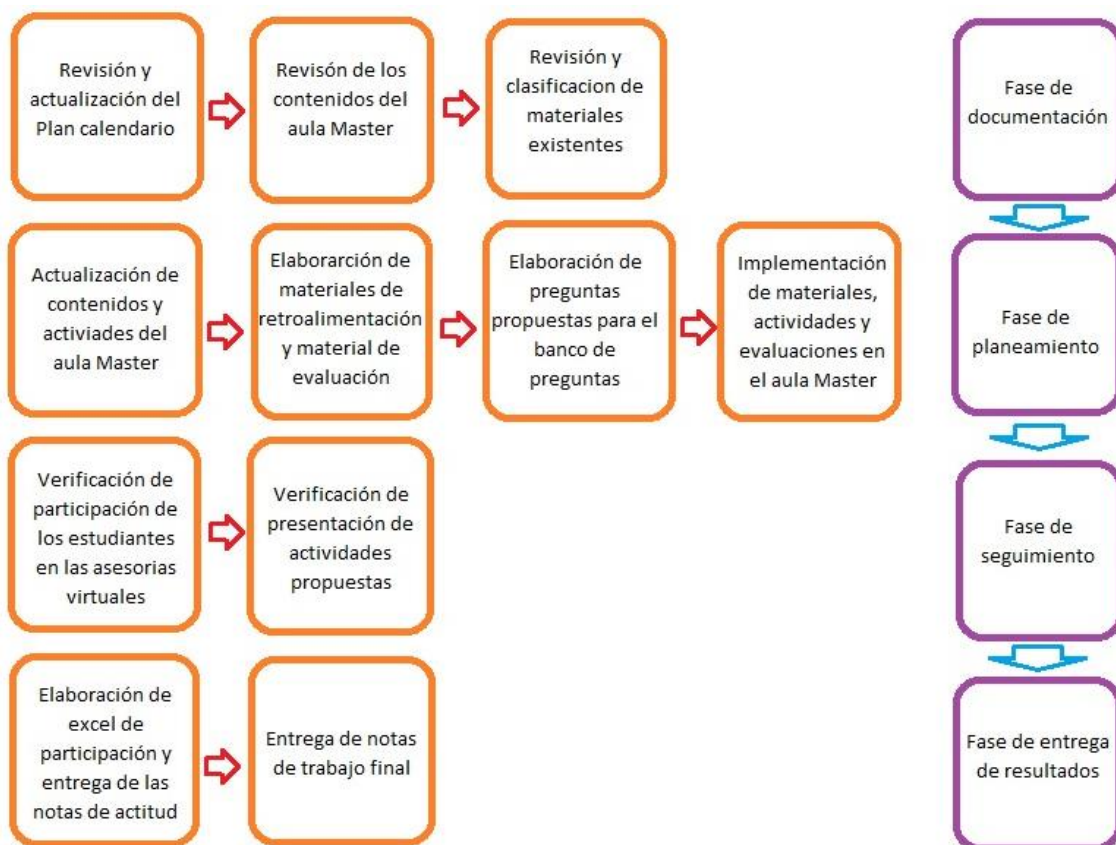 Revisión y
actualización del
Plan calendario
Revisón de los
contenidos del
aula Master
Revisión y
clasificacion de
materiales
existentes
Fase de
documentación
Actualización de
contenidos y
activiades del
aula Master
Elaborarción de
materiales de
retroalimentación
y material de
evaluación
Elaboración de
preguntas
propuestas para el
banco de
preguntas
Implementación
de materiales,
actividades y
evaluaciones en
el aula Master
Fase de
planeamiento
Verificación de
participación de
los estudiantes
en las asesorias
virtuales
Verificación de
presentación de
actividades
propuestas
Fase de
seguimiento
Elaboración de
excel de
participación y
entrega de las
notas de actitud
Entrega de notas
de trabajo final
Fase de entrega
de resultados